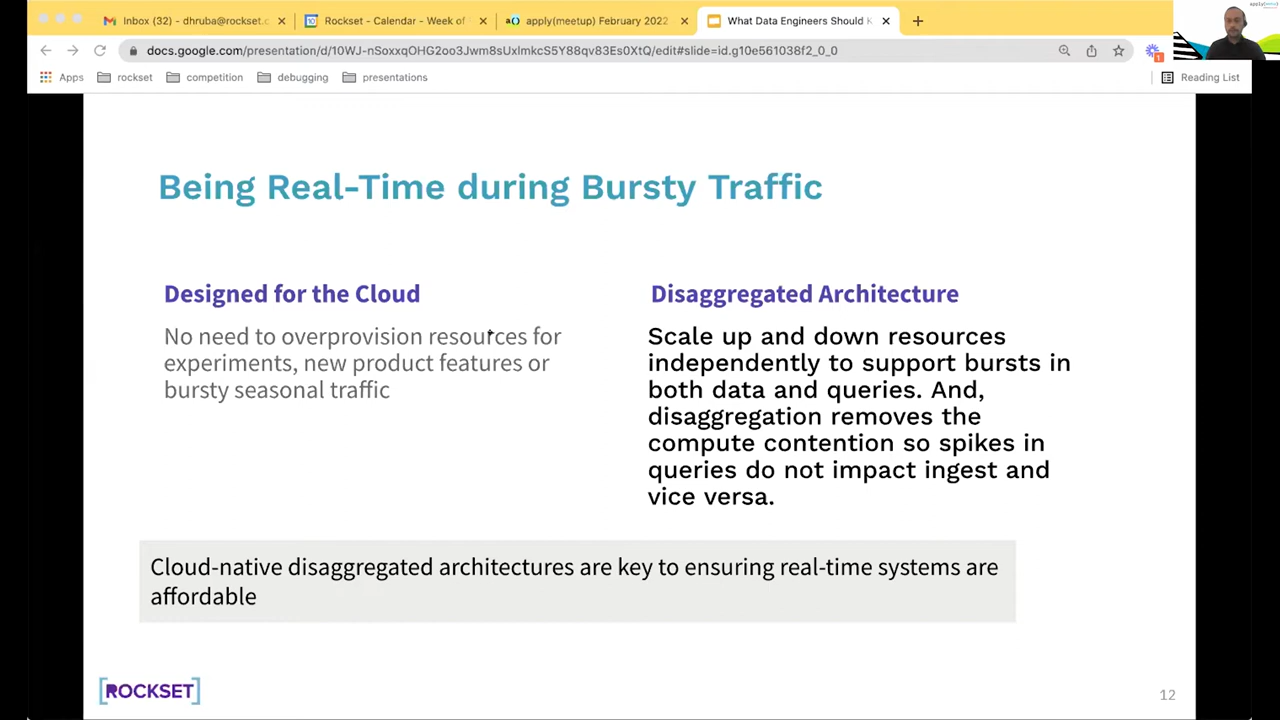 Inbox (32) - dhruba@rockset.c
Rockset - Calendar - Week of
apply(meetup) February 2022
What Data Engineers Should K
docs.google.com/presentation/d/10WJ-nSoxxqOHG2oo3Jwm8sUxlmkcS5Y88qv83Es0XtQ/edit#slide=id.g10e561038f2_0_0
1
Apps
rockset
competition
debugging
presentations
Reading List
Being Real-Time during Bursty Traffic
Designed for the Cloud
No need to overprovision resources for
experiments, new product features or
bursty seasonal traffic
Disaggregated Architecture
Scale up and down resources
independently to support bursts in
both data and queries. And,
disaggregation removes the
compute contention so spikes in
queries do not impact ingest and
vice versa.
Cloud-native disaggregated architectures are key to ensuring real-time systems are
affordable
[ROCKSET]
12